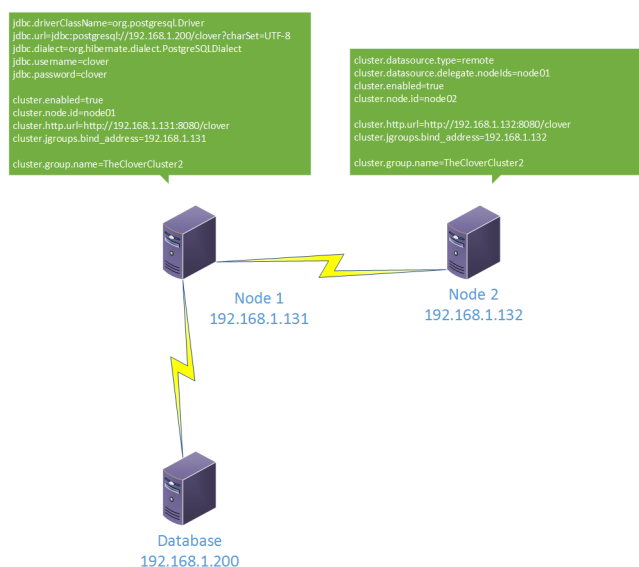 jdbc.driverClassName=org.postgresql.Driver
jdbc.url=jdbc:postgresql://192.168.1.200/clover?charSet=UTF-8
jdbc.dialect=org.hibernate.dialect.PostgreSQLDialect
jdbc.username=clover
jdbc.password=clover
cluster.enabled=true
cluster.node.id=node01
cluster.http.url=http://192.168.1.131:8080/clover
cluster.jgroups.bind_address=192.168.1.131
cluster.group.name=TheCloverCluster2
cluster.datasource.type=remote
cluster.datasource.delegate.nodeIds=node01
cluster.enabled=true
cluster.node.id=node02
cluster.http.url=http://192.168.1.132:8080/clover
cluster.jgroups.bind_address=192.168.1.132
cluster.group.name=TheCloverCluster2
Node 1
192.168.1.131
Node 2
192.168.1.132
Database
192.168.1.200